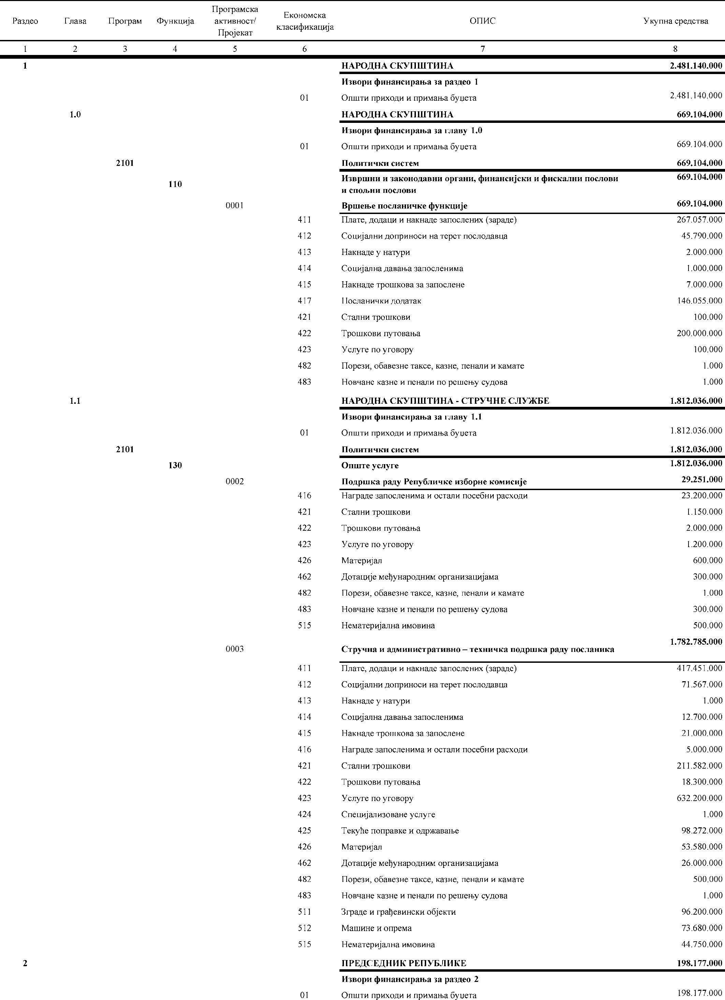 Раздео Глава Програм Функција Програмска активност/ Пројекат Економска класификација ОПИС Укупна средства
1 2 3 4 5 6 7 8
1 НАРОДНА СКУПШТИНА 2.481.140.000
Извори финансирања за раздео 1
01 Општи приходи и примања буџета 2.481.140.000
1.0 НАРОДНА СКУПШТИНА 669.104.000
Извори финансирања за главу 1.0
01 Општи приходи и примања буџета 669.104.000
2101 Политички систем 669.104.000
110 Извршни и законодавни органи, финансијски и фискални послови 669.104.000
и спољни послови
0001 Вршење посланичке функције 669.104.000
411 Плате, додаци и накнаде запослених (зараде) 267.057.000
412 Социјални доприноси на терет послодавца 45.790.000
413 Накнаде у натури 2.000.000
414 Социјална давања запосленима 1.000.000
415 Накнаде трошкова за запослене 7.000.000
417 Посланички додатак 146.055.000
421 Стални трошкови 100.000
422 Трошкови путовања 200.000.000
423 Услуге по уговору 100.000
482 Порези, обавезне таксе, казне, пенали и камате 1.000
483 Новчане казне и пенали по решењу судова 1.000
1.1 НАРОДНА СКУПШТИНА - СТРУЧНЕ СЛУЖБЕ 1.812.036.000
Извори финансирања за главу 1.1
01 Општи приходи и примања буџета 1.812.036.000
2101 Политички систем 1.812.036.000
130 Опште услуге 1.812.036.000
0002 Подршка раду Републичке изборне комисије 29.251.000
416 Награде запосленима и остали посебни расходи 23.200.000
421 Стални трошкови 1.150.000
422 Трошкови путовања 2.000.000
423 Услуге по уговору 1.200.000
426 Материјал 600.000
462 Дотације међународним организацијама 300.000
482 Порези, обавезне таксе, казне, пенали и камате 1.000
483 Новчане казне и пенали по решењу судова 300.000
515 Нематеријална имовина 500.000
0003 Стручна и административно – техничка подршка раду посланика 1.782.785.000
411 Плате, додаци и накнаде запослених (зараде) 417.451.000
412 Социјални доприноси на терет послодавца 71.567.000
413 Накнаде у натури 1.000
414 Социјална давања запосленима 12.700.000
415 Накнаде трошкова за запослене 21.000.000
416 Награде запосленима и остали посебни расходи 5.000.000
421 Стални трошкови 211.582.000
422 Трошкови путовања 18.300.000
423 Услуге по уговору 632.200.000
424 Специјализоване услуге 1.000
425 Текуће поправке и одржавање 98.272.000
426 Материјал 53.580.000
462 Дотације међународним организацијама 26.000.000
482 Порези, обавезне таксе, казне, пенали и камате 500.000
483 Новчане казне и пенали по решењу судова 1.000
511 Зграде и грађевински објекти 96.200.000
512 Машине и опрема 73.680.000
515 Нематеријална имовина 44.750.000
2 ПРЕДСЕДНИК РЕПУБЛИКЕ 198.177.000
Извори финансирања за раздео 2
01 Општи приходи и примања буџета 198.177.000